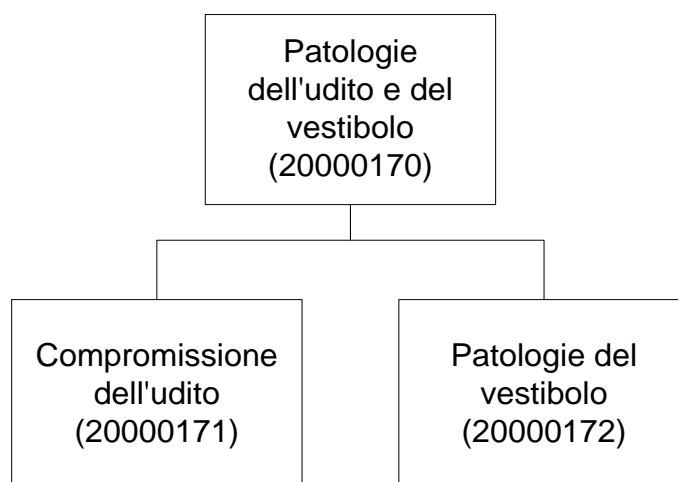 Patologie
dell'udito e del
vestibolo
(20000170)
Compromissione
dell'udito
(20000171)
Patologie del
vestibolo
(20000172)